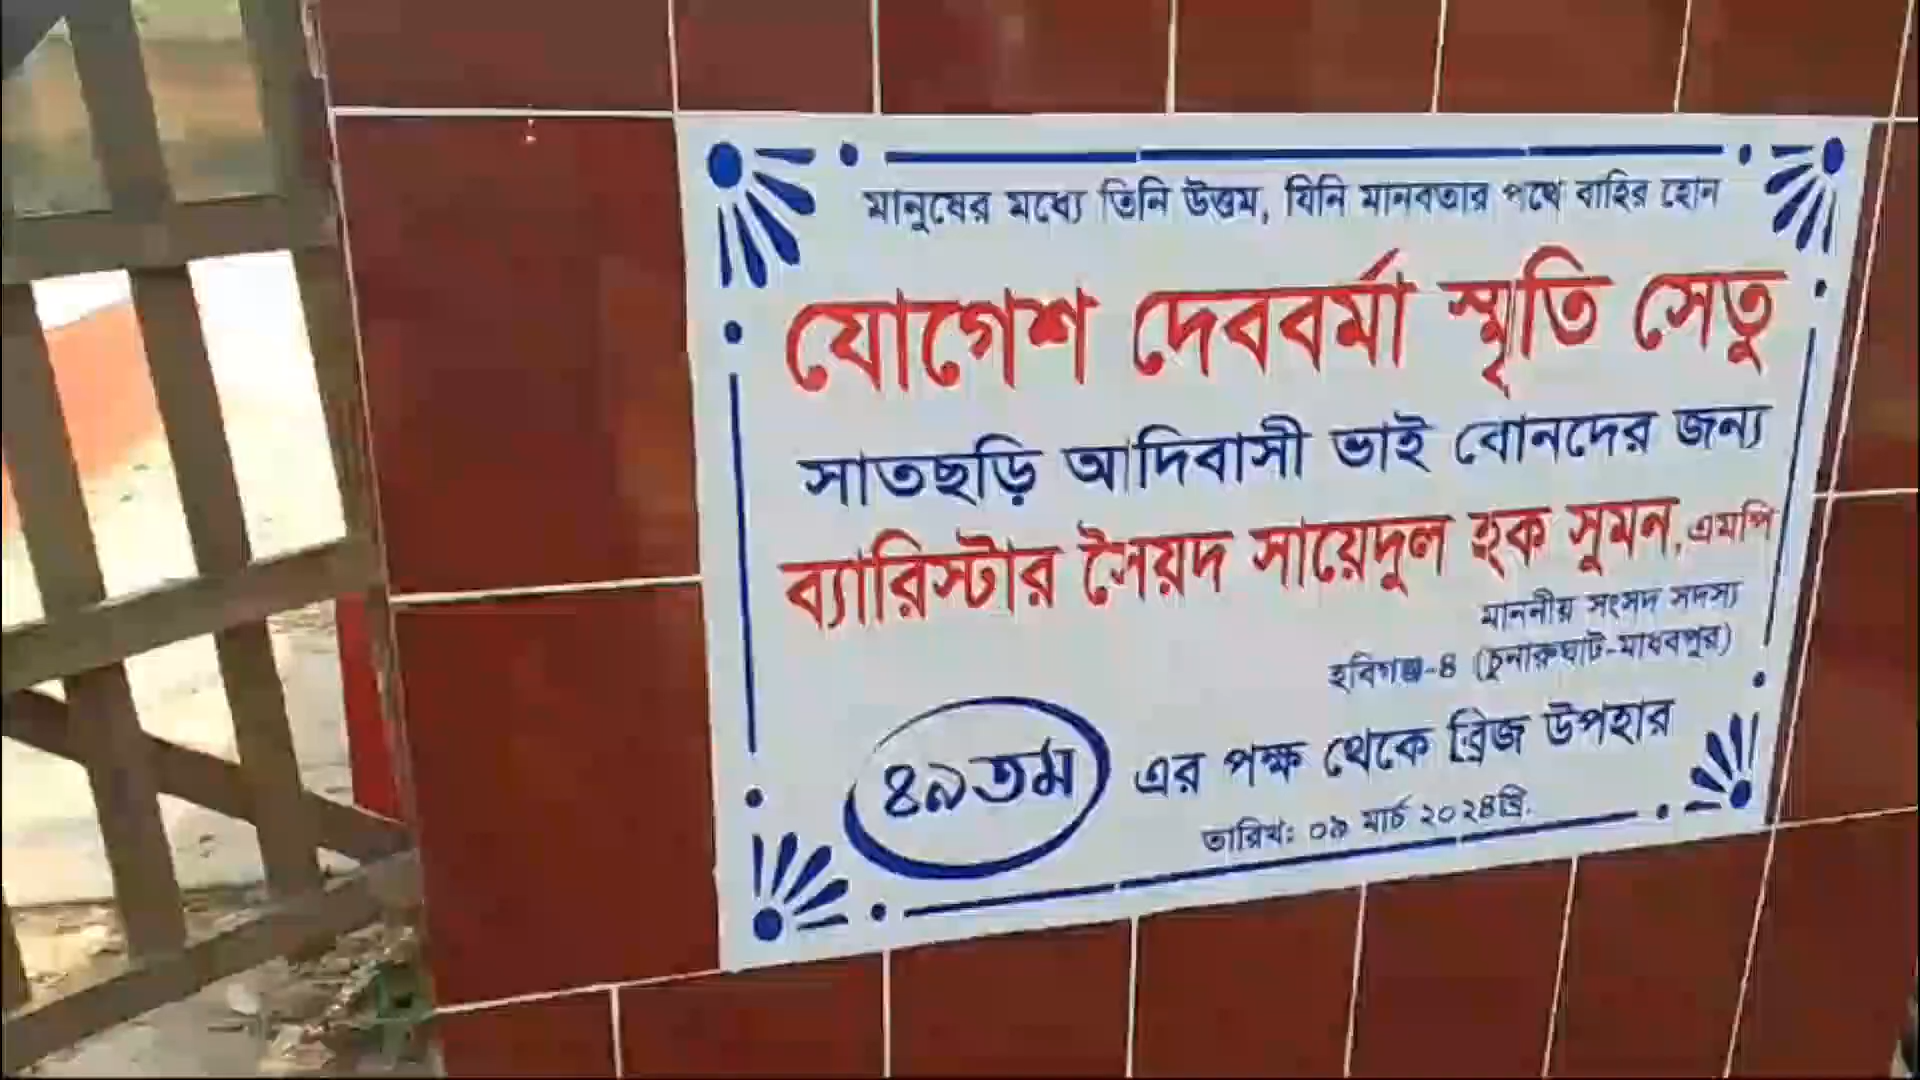 মানুষের মধ্যে তিনি উত্তম, যিনি মানবতার পথে বাহির হোন
যোগেশ দেববর্মা স্মৃতি সেতু
সাতছড়ি আদিবাসী ভাই বোনদের জন্য
ব্যারিস্টার সৈয়দ সায়েদুল হক সুমন, এমপি
মাননীয় সংসদ সদস্য
হবিগঞ্জ-৪ (চুনারুঘাট-মাধবপুর)
৪৯তম এর পক্ষ থেকে ব্রিজ উপহার
তারিখ: ০৯ মার্চ ২০২৪খ্রি.